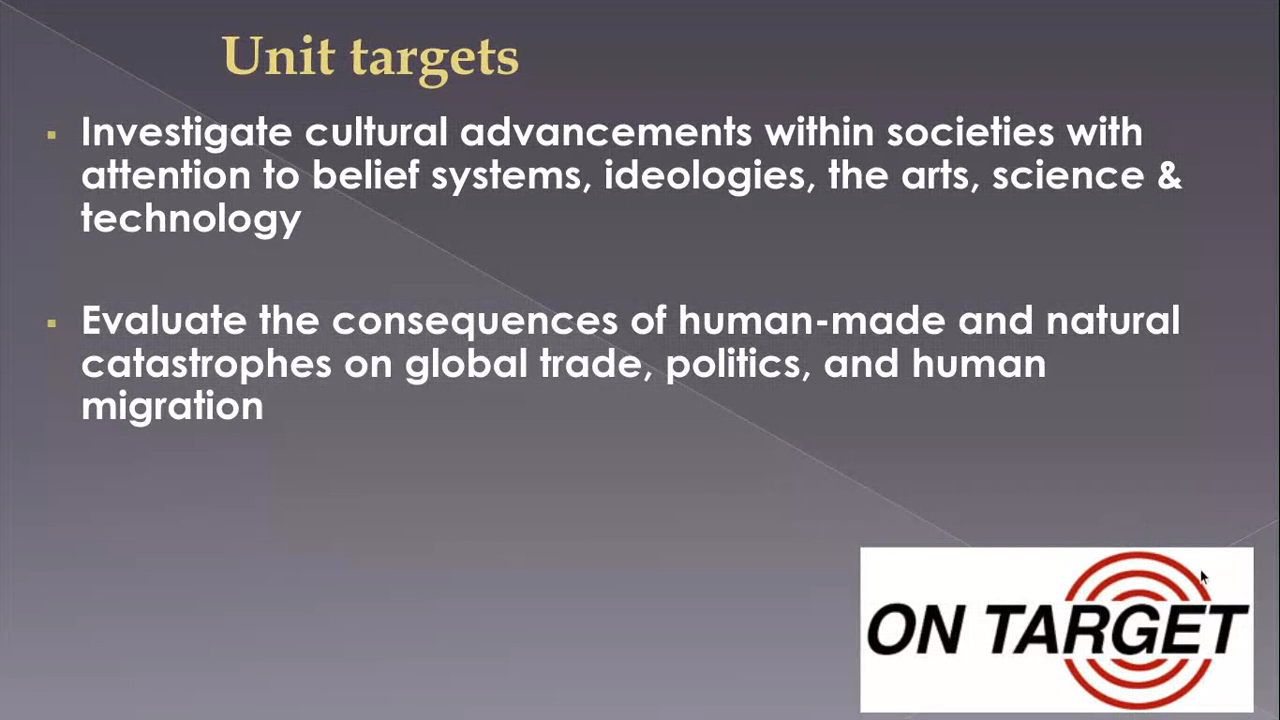 Unit targets
Investigate cultural advancements within societies with
attention to belief systems, ideologies, the arts, science &
technology
Evaluate the consequences of human-made and natural
catastrophes on global trade, politics, and human
migration
ON TARGET